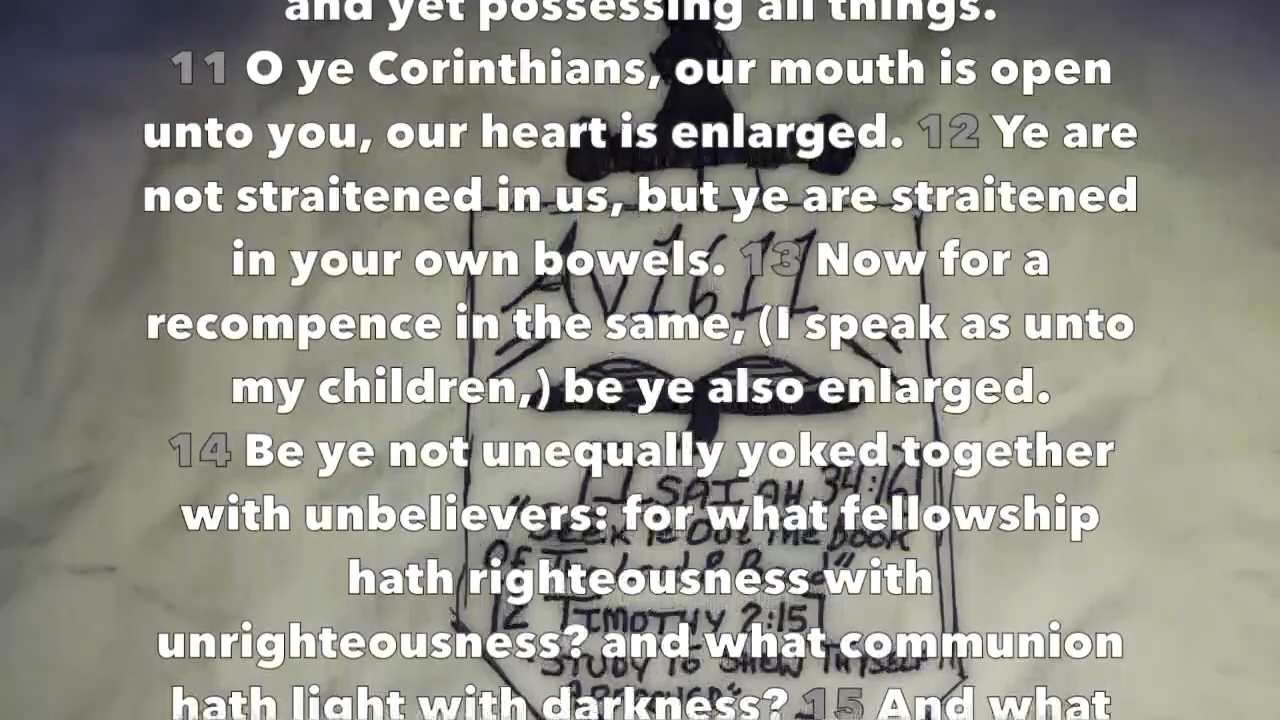 and yet possessing all things.
11 O ye Corinthians, our mouth is open
unto you, our heart is enlarged. 12 Ye are
not straitened in us, but ye are straitened
in your own bowels. 13 Now for a
recompence in the same, (I speak as unto
my children,) be ye also enlarged.
14 Be ye not unequally yoked together
with unbelievers: for what fellowship
hath righteousness with
unrighteousness? and what communion
hath light with darkness? 15 And what
AV1611
ISAIAH 34:16
"Seek ye Out the book
Of The Lord & Read"
2 TIMOTHY 2:15
"STUDY TO SHEW THYSELF
APPROVED"